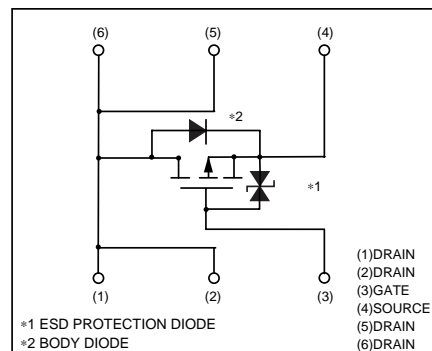 (6) (5) (4)
∗2
∗1
(1) (2) (3)
∗1 ESD PROTECTION DIODE
∗2 BODY DIODE
(1)DRAIN
(2)DRAIN
(3)GATE
(4)SOURCE
(5)DRAIN
(6)DRAIN